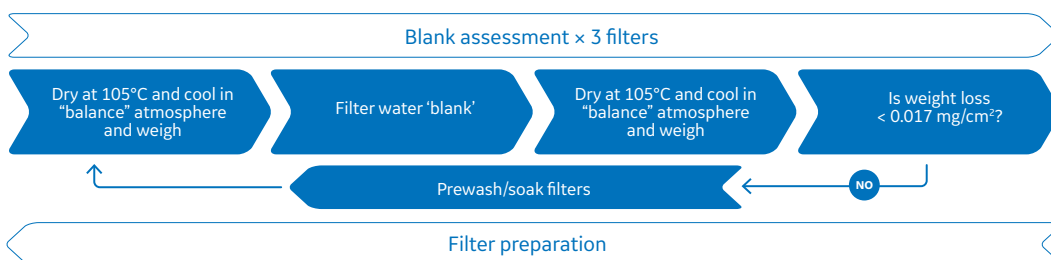 Blank assessment × 3 filters
Dry at 105°C and cool in
“balance” atmosphere
and weigh
Filter water ‘blank’
Dry at 105°C and cool in
“balance” atmosphere
and weigh
Is weight loss
< 0.017 mg/cm²?
Prewash/soak filters
NO
Filter preparation